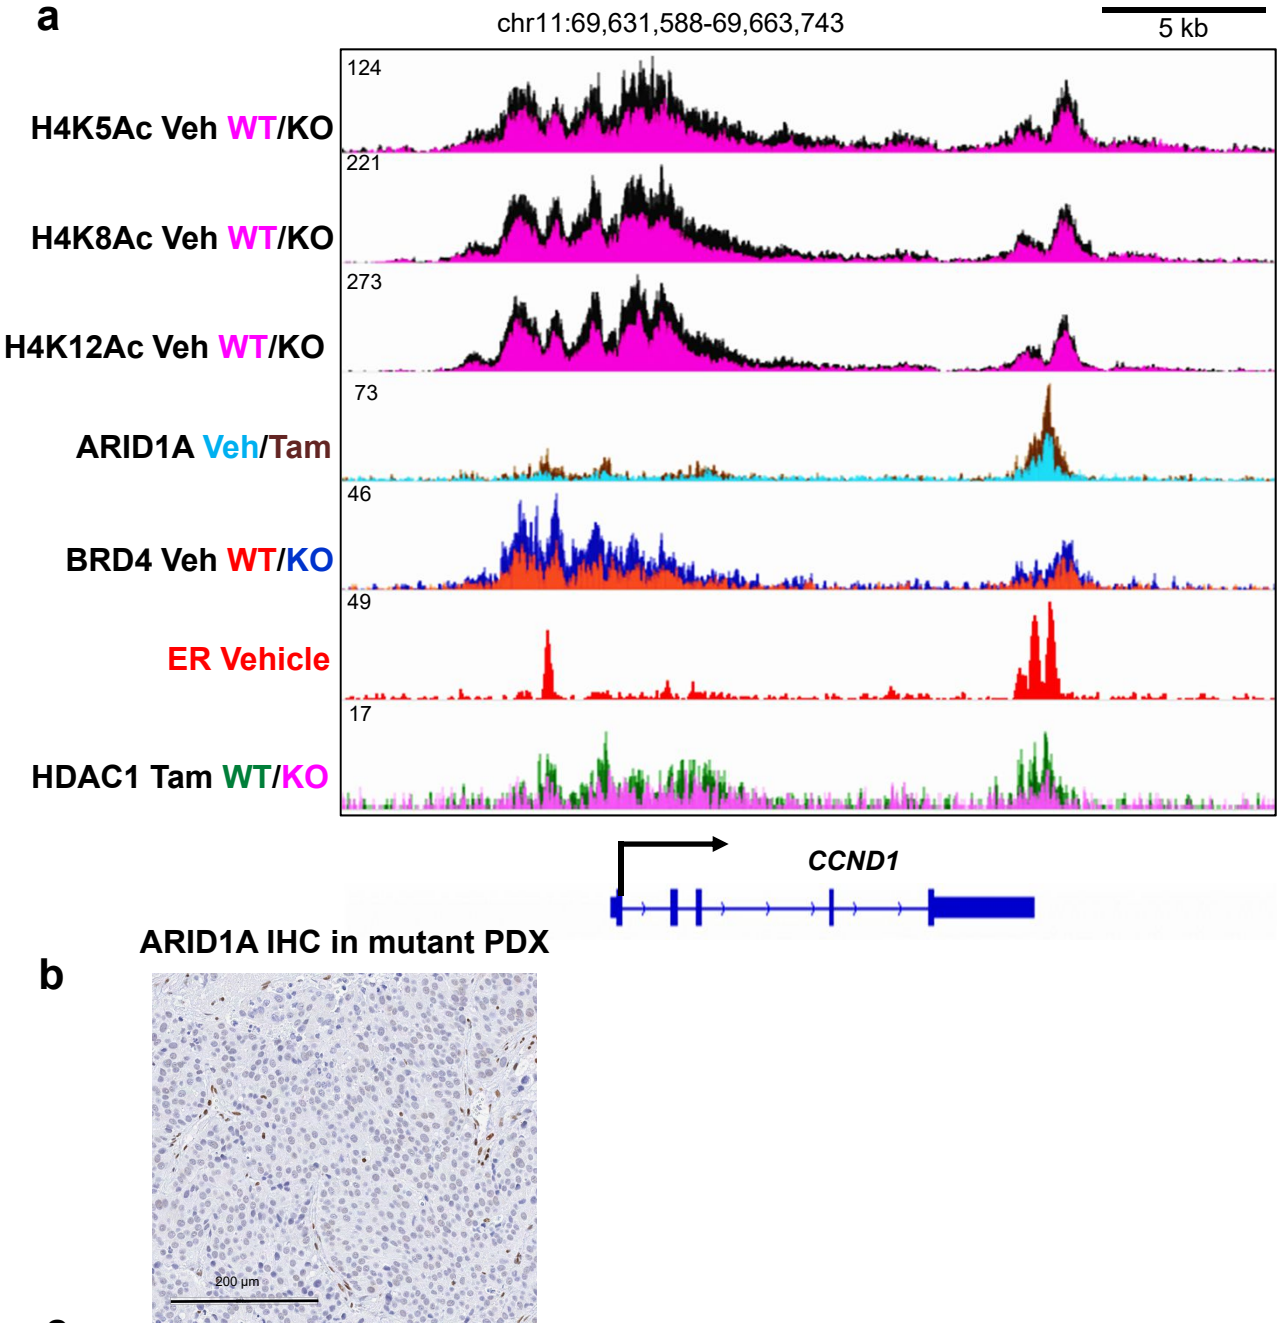 a
chr11:69,631,588-69,663,743
5 kb
124
H4K5Ac Veh WT/KO
221
H4K8Ac Veh WT/KO
273
H4K12Ac Veh WT/KO
73
ARID1A Veh/Tam
46
BRD4 Veh WT/KO
49
ER Vehicle
17
HDAC1 Tam WT/KO
CCND1
ARID1A IHC in mutant PDX
b
200 µm